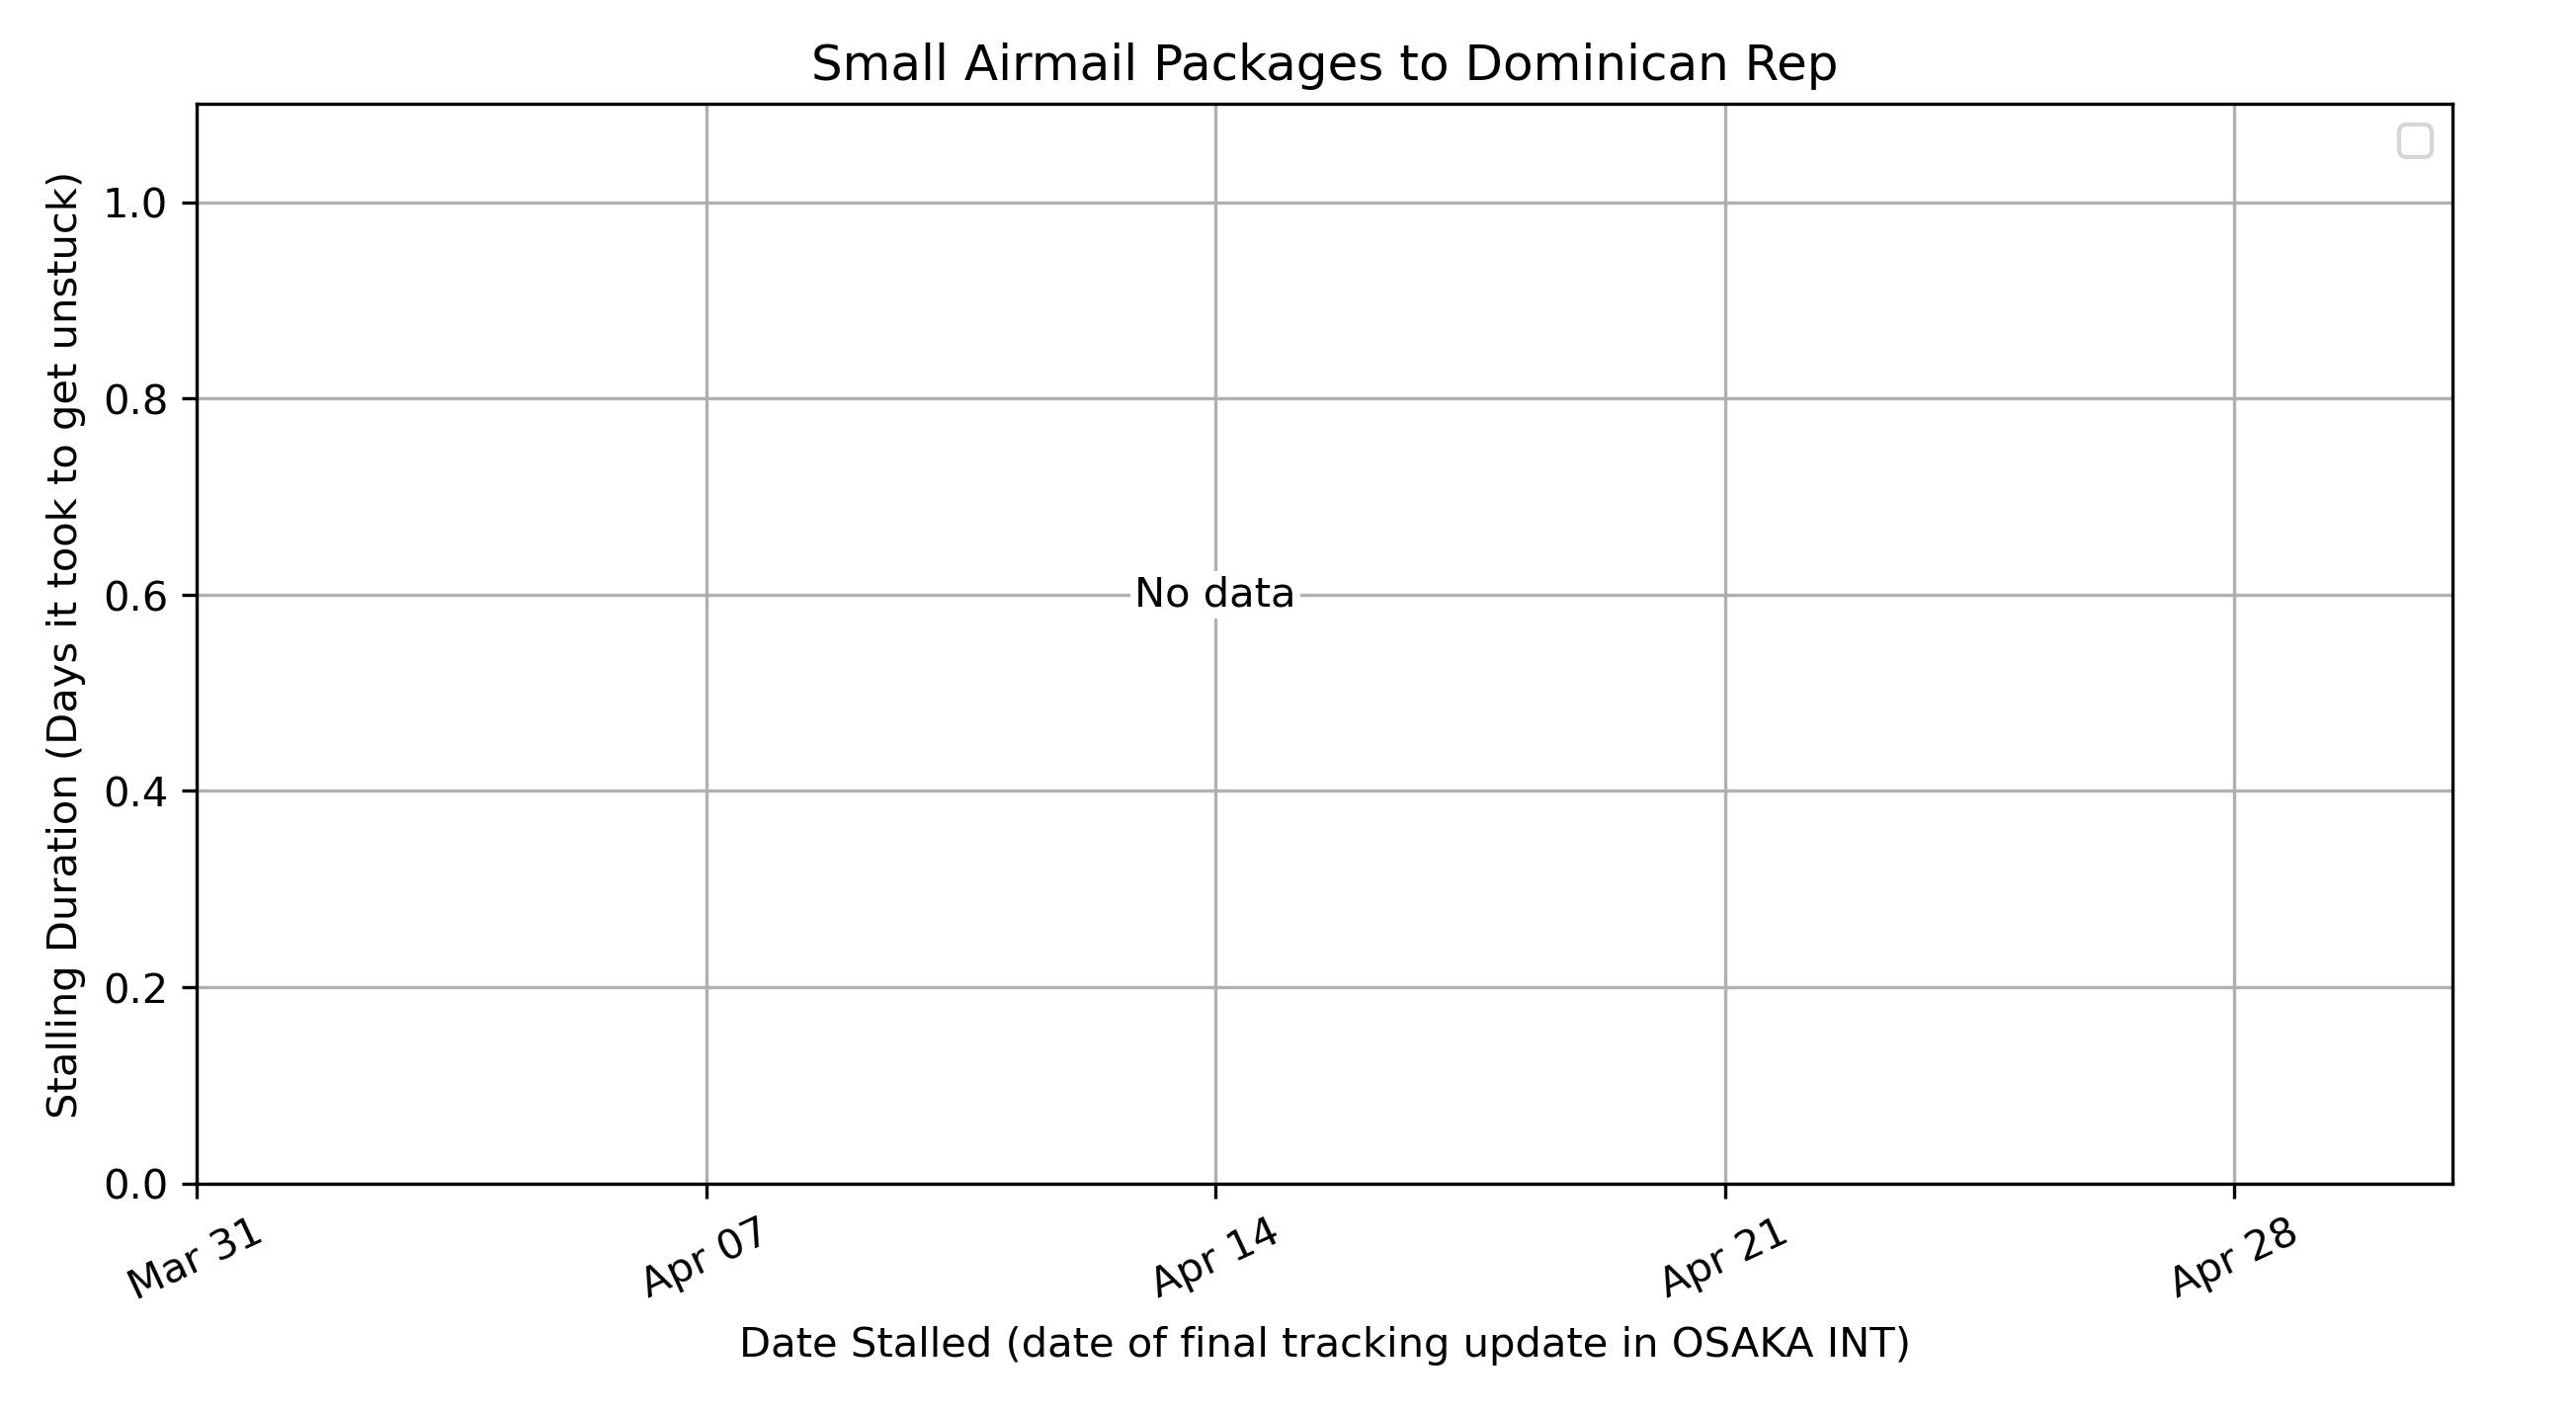 Small Airmail Packages to Dominican Rep
Stalling Duration (Days it took to get unstuck)
1.0
0.8
0.6
0.4
0.2
0.0
No data
Mar 31
Apr 07
Apr 14
Apr 21
Apr 28
Date Stalled (date of final tracking update in OSAKA INT)